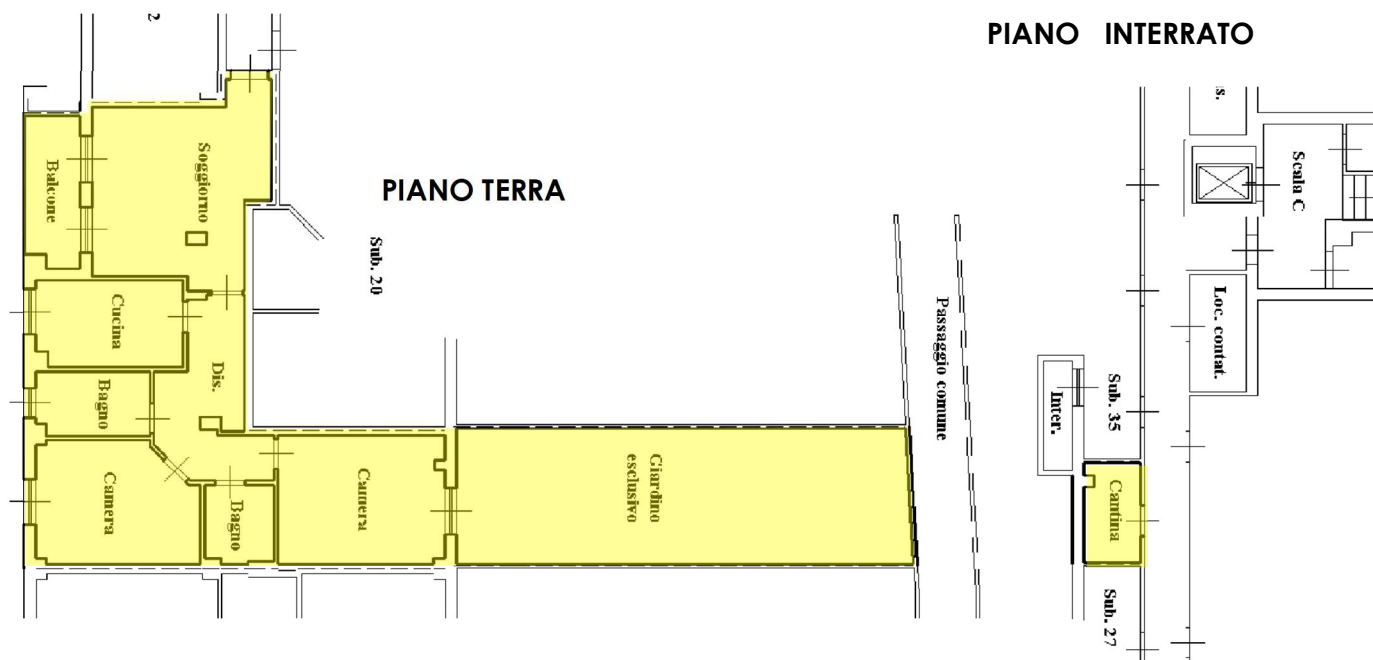 PIANO INTERRATO
2
s.
Soggiorno
Balcone
Scala C
PIANO TERRA
Sub. 20
Cucina
Passaggio comune
Loc. contat.
Dis.
Bagno
Sub. 35
Inter.
Camera
Bagno
Camera
Giardino
esclusivo
Cantina
Sub. 27